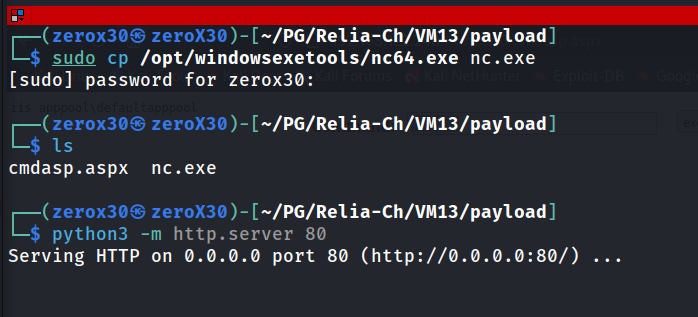 ┌──(zerox30㉿zeroX30)-[~/PG/Relia-Ch/VM13/payload]
└─$ sudo cp /opt/windowsexetools/nc64.exe nc.exe
[sudo] password for zerox30:
┌──(zerox30㉿zeroX30)-[~/PG/Relia-Ch/VM13/payload]
└─$ ls
cmdasp.aspx  nc.exe
┌──(zerox30㉿zeroX30)-[~/PG/Relia-Ch/VM13/payload]
└─$ python3 -m http.server 80
Serving HTTP on 0.0.0.0 port 80 (http://0.0.0.0:80/) ...